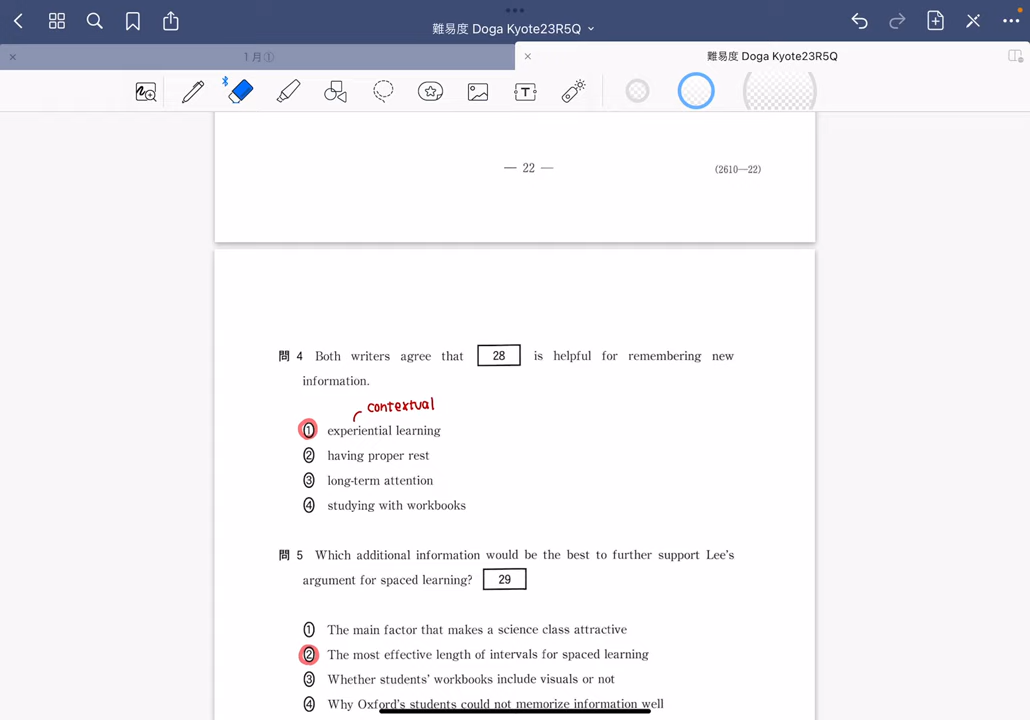 難易度 Doga Kyote23R5Q
1 月①
難易度 Doga Kyote23R5Q
T
— 22 —
(2610—22)
問 4 Both writers agree that 28 is helpful for remembering new
information.
contextual
① experiential learning
② having proper rest
③ long-term attention
④ studying with workbooks
問 5 Which additional information would be the best to further support Lee's
argument for spaced learning? 29
① The main factor that makes a science class attractive
② The most effective length of intervals for spaced learning
③ Whether students' workbooks include visuals or not
④ Why Oxford's students could not memorize information well